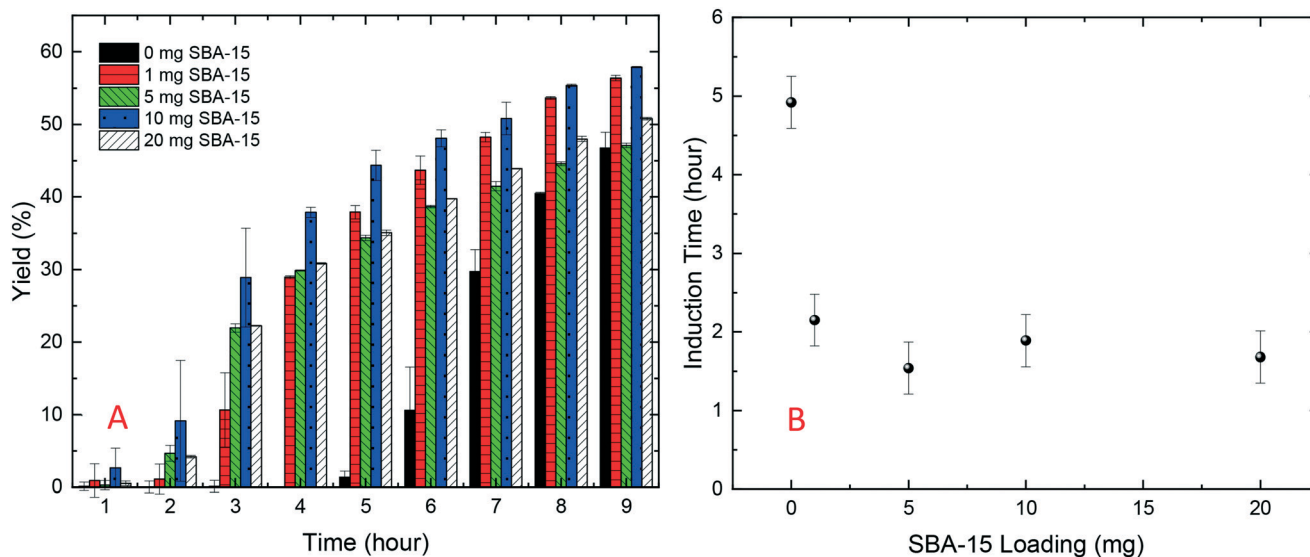 60
50
40
30
20
10
0
Yield (%)
0 mg SBA-15
1 mg SBA-15
5 mg SBA-15
10 mg SBA-15
20 mg SBA-15
A
1 2 3 4 5 6 7 8 9
Time (hour)
6
5
4
3
2
1
0
Induction Time (hour)
B
0 5 10 15 20
SBA-15 Loading (mg)